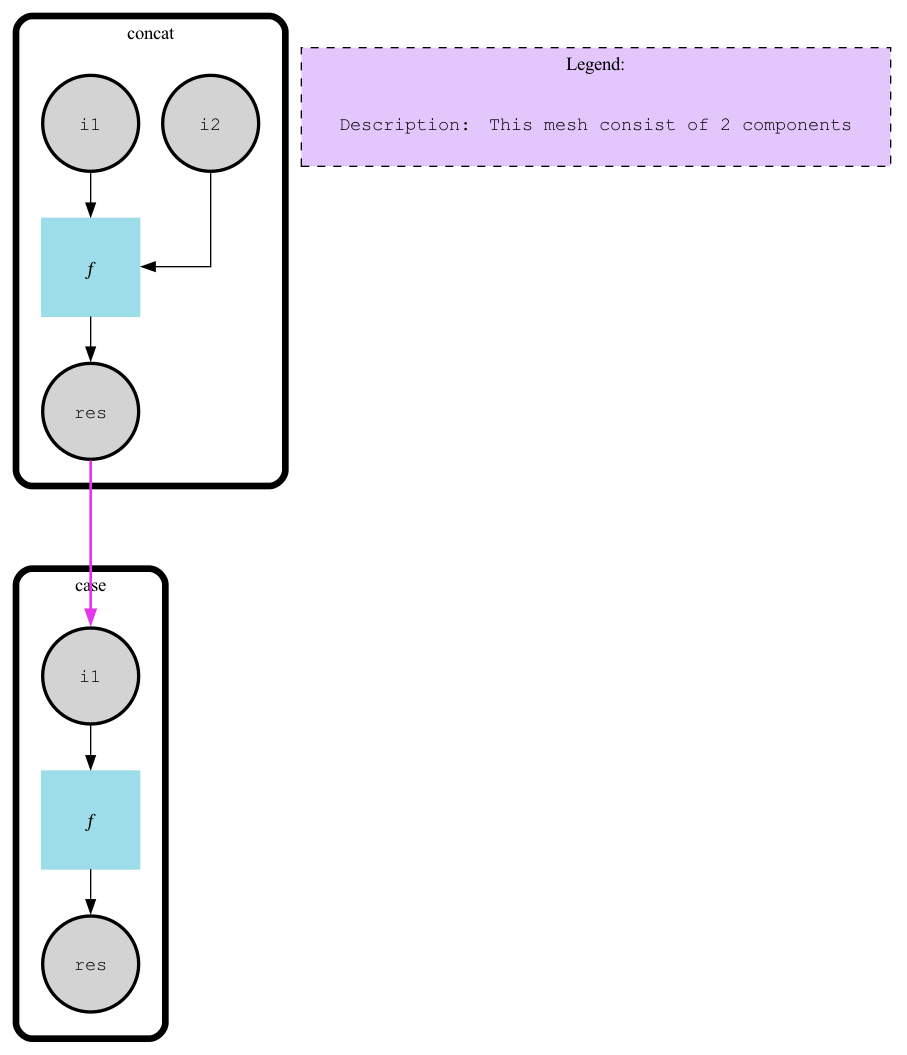 concat
i1
i2
f
res
Legend:
Description: This mesh consist of 2 components
case
i1
f
res